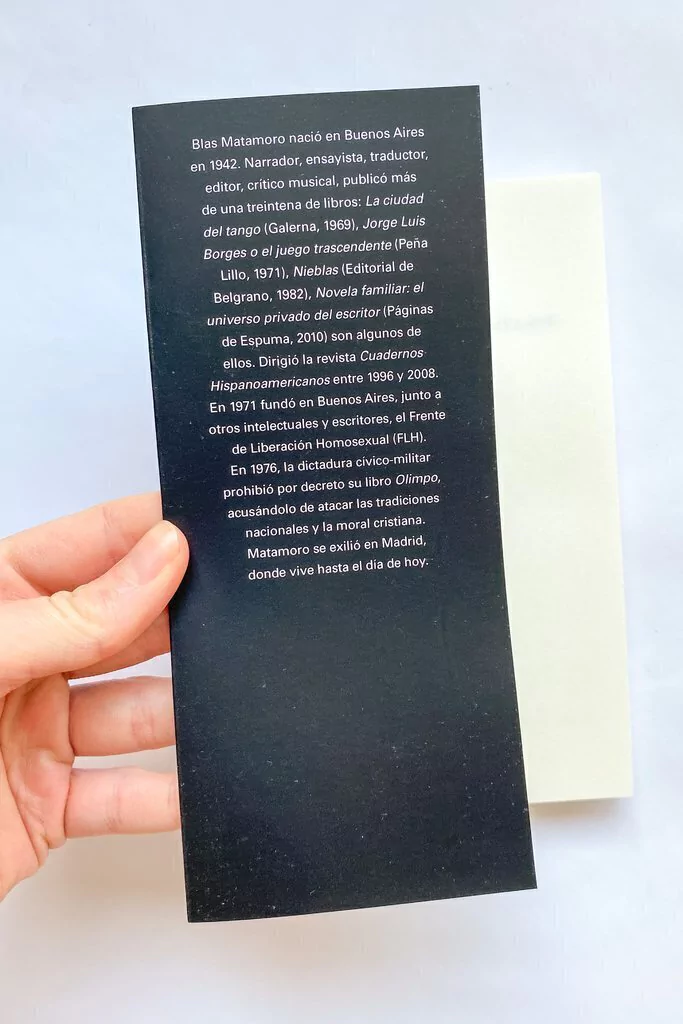 Blas Matamoro nació en Buenos Aires
en 1942. Narrador, ensayista, traductor,
editor, crítico musical, publicó más
de una treintena de libros: La ciudad
del tango (Galerna, 1969), Jorge Luis
Borges o el juego trascendente (Peña
Lillo, 1971), Nieblas (Editorial de
Belgrano, 1982), Novela familiar: el
universo privado del escritor (Páginas
de Espuma, 2010) son algunos de
ellos. Dirigió la revista Cuadernos
Hispanoamericanos entre 1996 y 2008.
En 1971 fundó en Buenos Aires, junto a
otros intelectuales y escritores, el Frente
de Liberación Homosexual (FLH).
En 1976, la dictadura cívico-militar
prohibió por decreto su libro Olimpo,
acusándolo de atacar las tradiciones
nacionales y la moral cristiana.
Matamoro se exilió en Madrid,
donde vive hasta el día de hoy.